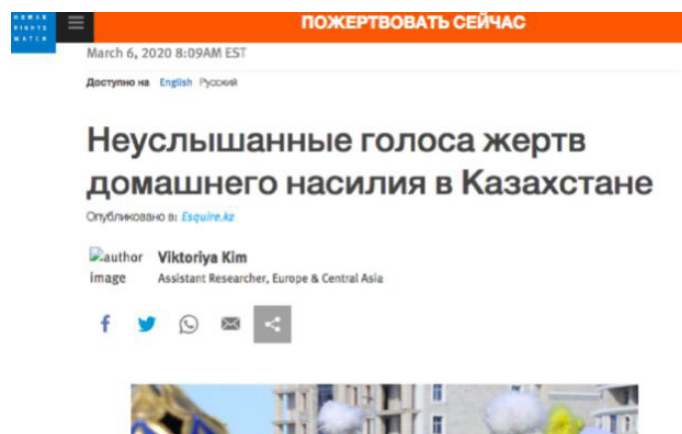 HUMAN
RIGHTS
WATCH
ПОЖЕРТВОВАТЬ СЕЙЧАС
March 6, 2020 8:09AM EST
Доступно на English Русский
Неуслышанные голоса жертв
домашнего насилия в Казахстане
Опубликовано в: Esquire.kz
author
image
Viktoriya Kim
Assistant Researcher, Europe & Central Asia
f